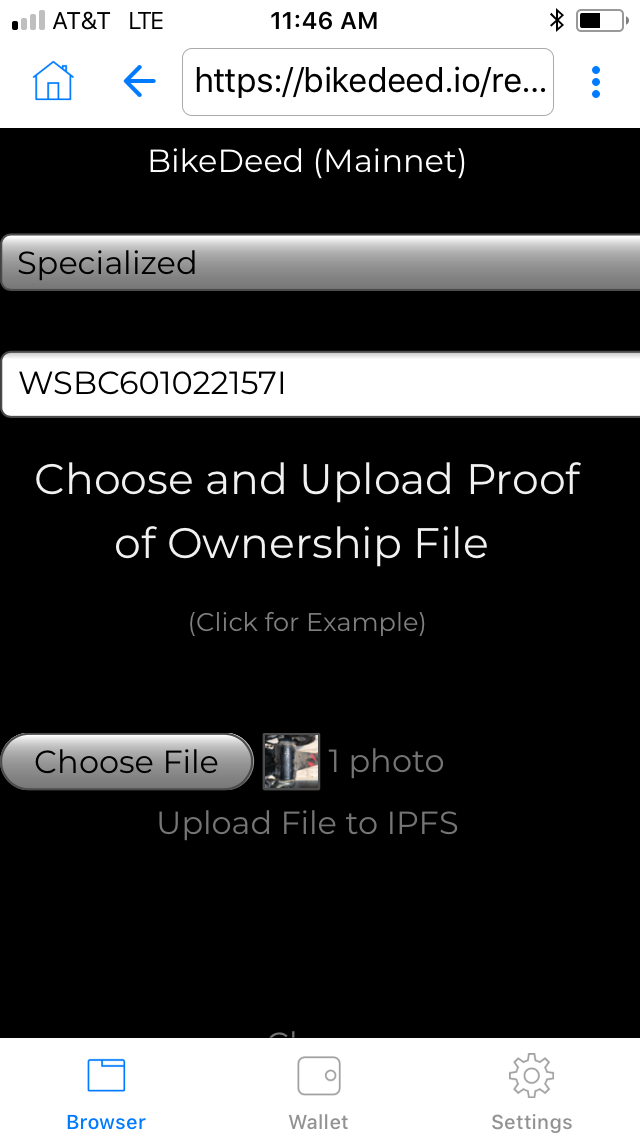 AT&T LTE 11:46 AM
https://bikedeed.io/re...
BikeDeed (Mainnet)
Specialized
WSBC601022157I
Choose and Upload Proof
of Ownership File
(Click for Example)
Choose File 1 photo
Upload File to IPFS
Browser Wallet Settings